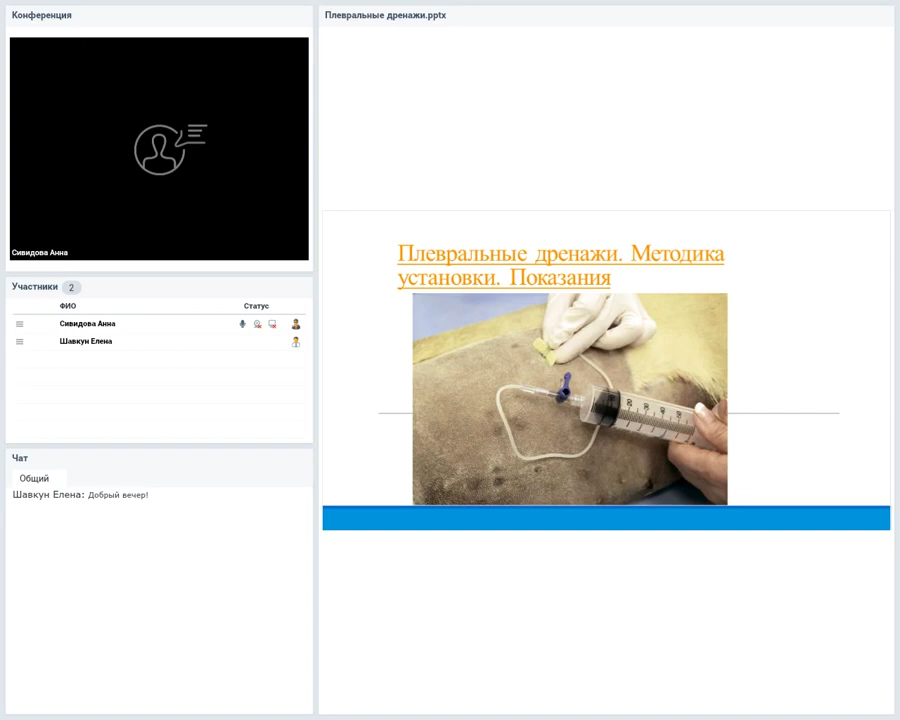 Конференция
Сивидова Анна
Участники 2
ФИО Статус
Сивидова Анна
Шавкун Елена
Чат
Общий
Шавкун Елена: Добрый вечер!
Плевральные дренажи.pptx
Плевральные дренажи. Методика
установки. Показания